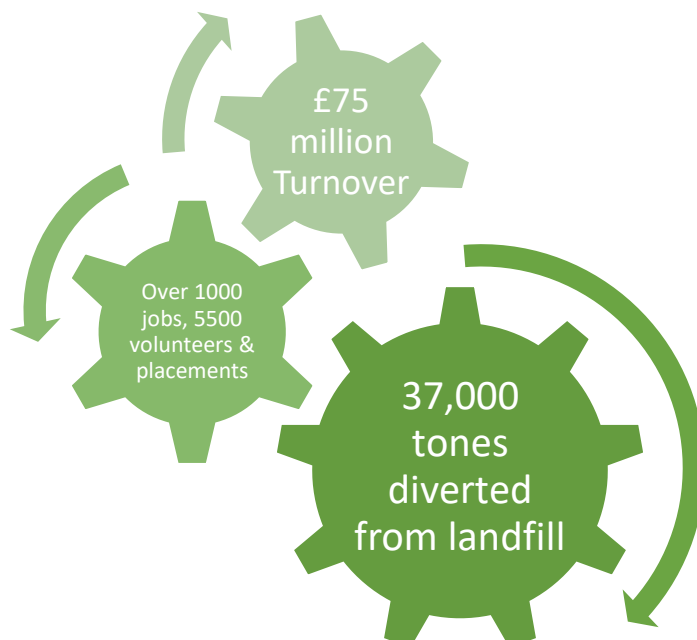 £75
million
Turnover
Over 1000
jobs, 5500
volunteers &
placements
37,000
tones
diverted
from landfill